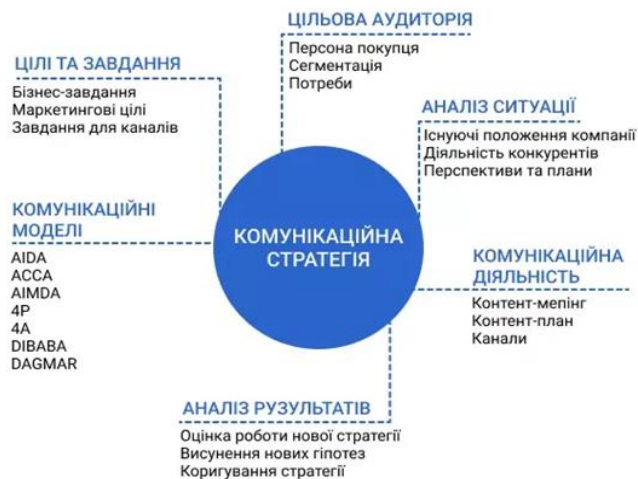 ЦІЛЬОВА АУДИТОРІЯ
Персона покупця
Сегментація
Потреби
ЦІЛІ ТА ЗАВДАННЯ
Бізнес-завдання
Маркетингові цілі
Завдання для каналів
АНАЛІЗ СИТУАЦІЇ
Існуючі положення компанії
Діяльність конкурентів
Перспективи та плани
КОМУНІКАЦІЙНІ
МОДЕЛІ
AIDA
ACCA
AIMDA
4P
4A
DIBABA
DAGMAR
КОМУНІКАЦІЙНА
СТРАТЕГІЯ
КОМУНІКАЦІЙНА
ДІЯЛЬНІСТЬ
Контент-мепінг
Контент-план
Канали
АНАЛІЗ РУЗУЛЬТАТІВ
Оцінка роботи нової стратегії
Висунення нових гіпотез
Коригування стратегії